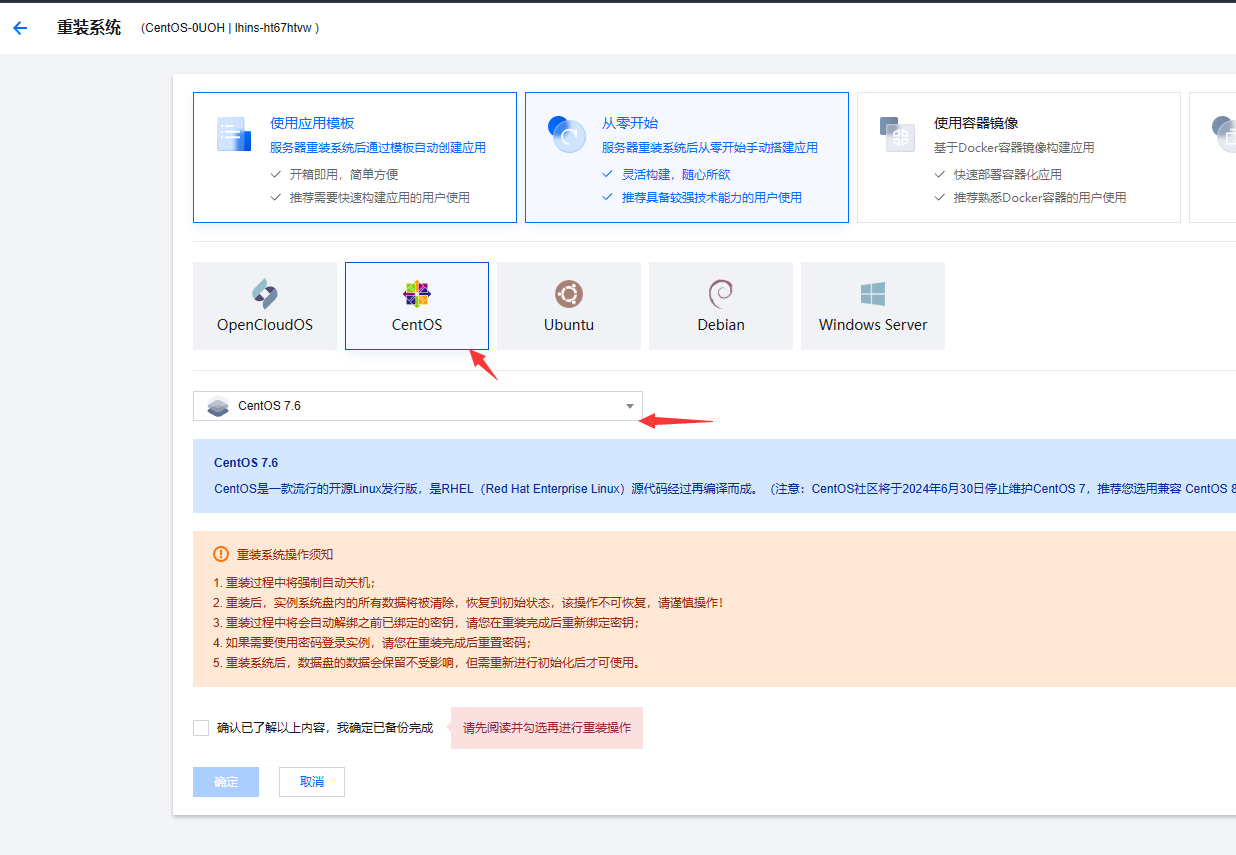 重装系统 (CentOS-0UOH | lhins-ht67htvw )
使用应用模板
服务器重装系统后通过模板自动创建应用
开箱即用，简单方便
推荐需要快速构建应用的用户使用
从零开始
服务器重装系统后从零开始手动搭建应用
灵活构建，随心所欲
推荐具备较强技术能力的用户使用
使用容器镜像
基于Docker容器镜像构建应用
快速部署容器化应用
推荐熟悉Docker容器的用户使用
OpenCloudOS
CentOS
Ubuntu
Debian
Windows Server
CentOS 7.6
CentOS 7.6
CentOS是一款流行的开源Linux发行版，是RHEL（Red Hat Enterprise Linux）源代码经过再编译而成。（注意：CentOS社区将于2024年6月30日停止维护CentOS 7，推荐您选用兼容 CentOS 8
重装系统操作须知
1. 重装过程中将强制自动关机；
2. 重装后，实例系统盘内的所有数据将被清除，恢复到初始状态，该操作不可恢复，请谨慎操作！
3. 重装过程中将会自动解绑之前已绑定的密钥，请您在重装完成后重新绑定密钥；
4. 如果需要使用密码登录实例，请您在重装完成后重置密码；
5. 重装系统后，数据盘的数据会保留不受影响，但需重新进行初始化后才可使用。
确认已了解以上内容，我确定已备份完成
请先阅读并勾选再进行重装操作
确定
取消